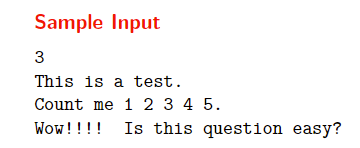 Sample Input
3
This is a test.
Count me 1 2 3 4 5.
Wow!!!!  Is this question easy?